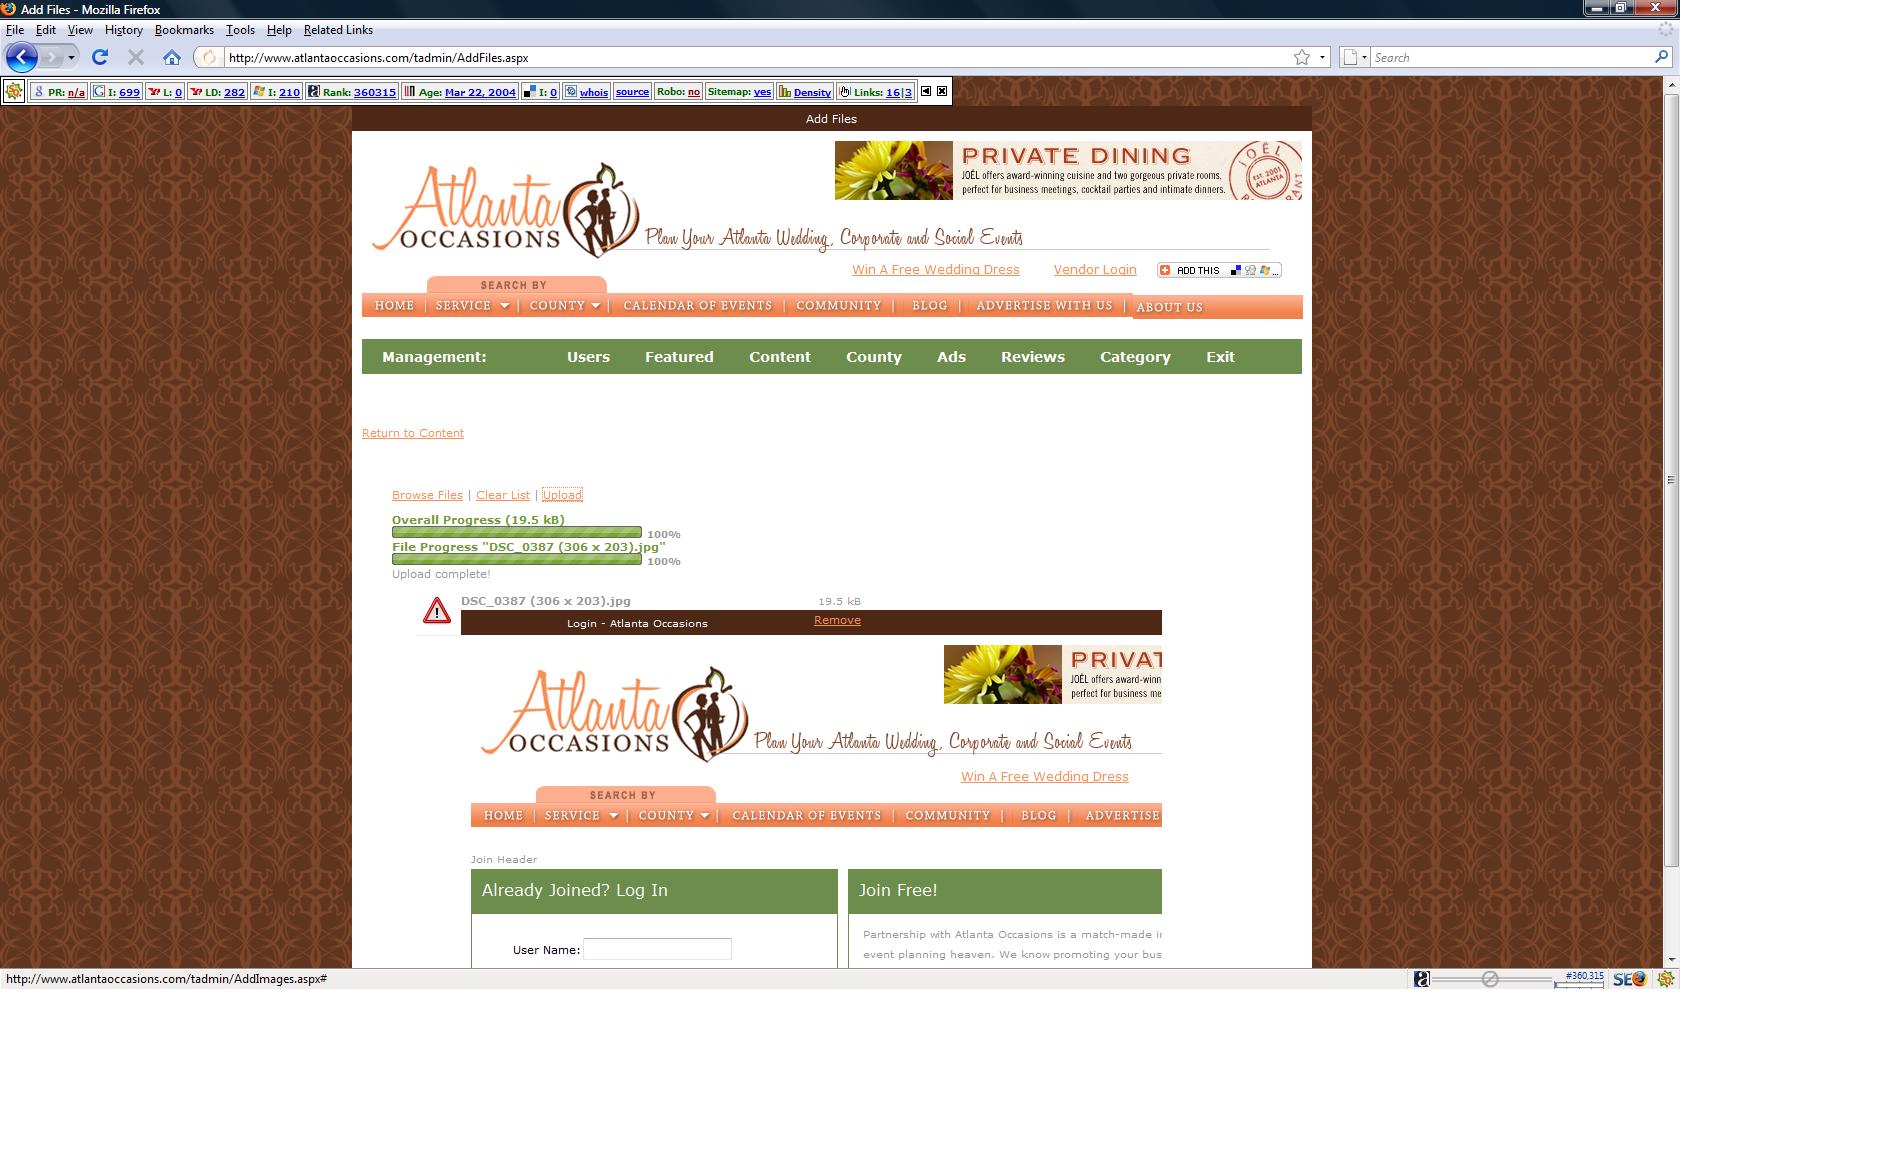 Add Files - Mozilla Firefox
File Edit View History Bookmarks Tools Help Related Links
http://www.atlantaoccasions.com/tadmin/AddFiles.aspx Search
PR: n/a I: 699 L: 0 LD: 282 I: 210 Rank: 360315 Age: Mar 22, 2004 I: 0 whois source Robo: no Sitemap: yes Density Links: 16|3
Add Files
PRIVATE DINING
JOËL offers award-winning cuisine and two gorgeous private rooms,
perfect for business meetings, cocktail parties and intimate dinners.
JOËL
EST. 2001
ATLANTA
Atlanta
OCCASIONS
Plan Your Atlanta Wedding, Corporate and Social Events
Win A Free Wedding Dress Vendor Login ADD THIS ...
SEARCH BY
HOME | SERVICE | COUNTY | CALENDAR OF EVENTS | COMMUNITY | BLOG | ADVERTISE WITH US | ABOUT US
Management: Users Featured Content County Ads Reviews Category Exit
Return to Content
Browse Files | Clear List | Upload
Overall Progress (19.5 kB)
100%
File Progress "DSC_0387 (306 x 203).jpg"
100%
Upload complete!
DSC_0387 (306 x 203).jpg 19.5 kB
Login - Atlanta Occasions Remove
PRIVAT
JOËL offers award-winn
perfect for business me
Atlanta
OCCASIONS
Plan Your Atlanta Wedding, Corporate and Social Events
Win A Free Wedding Dress
SEARCH BY
HOME | SERVICE | COUNTY | CALENDAR OF EVENTS | COMMUNITY | BLOG | ADVERTISE
Join Header
Already Joined? Log In Join Free!
Partnership with Atlanta Occasions is a match-made in
User Name: event planning heaven. We know promoting your bus
http://www.atlantaoccasions.com/tadmin/AddImages.aspx# #360,315 SEO